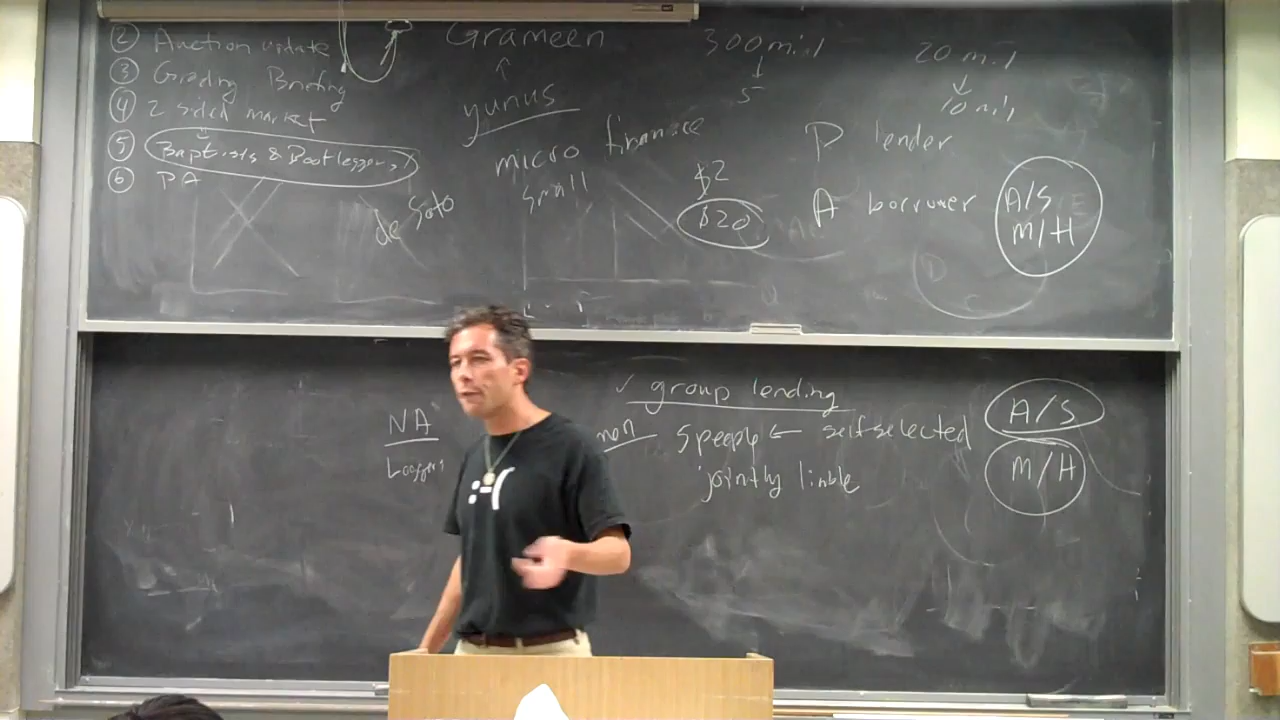 ② Auction update
③ Grading Briefing
④ 2 sided market
⑤ Baptists & Bootleggers
⑥ PA
de Soto
Grameen
↑
yunus
micro finance
small
$2
$20
300 mil
↓
5
20 mil
↓
10 mil
P lender
A borrower
A/S
M/H
NA
Loggers
✓ group lending
mon 5 people ← self selected
jointly liable
A/S
M/H
:-(